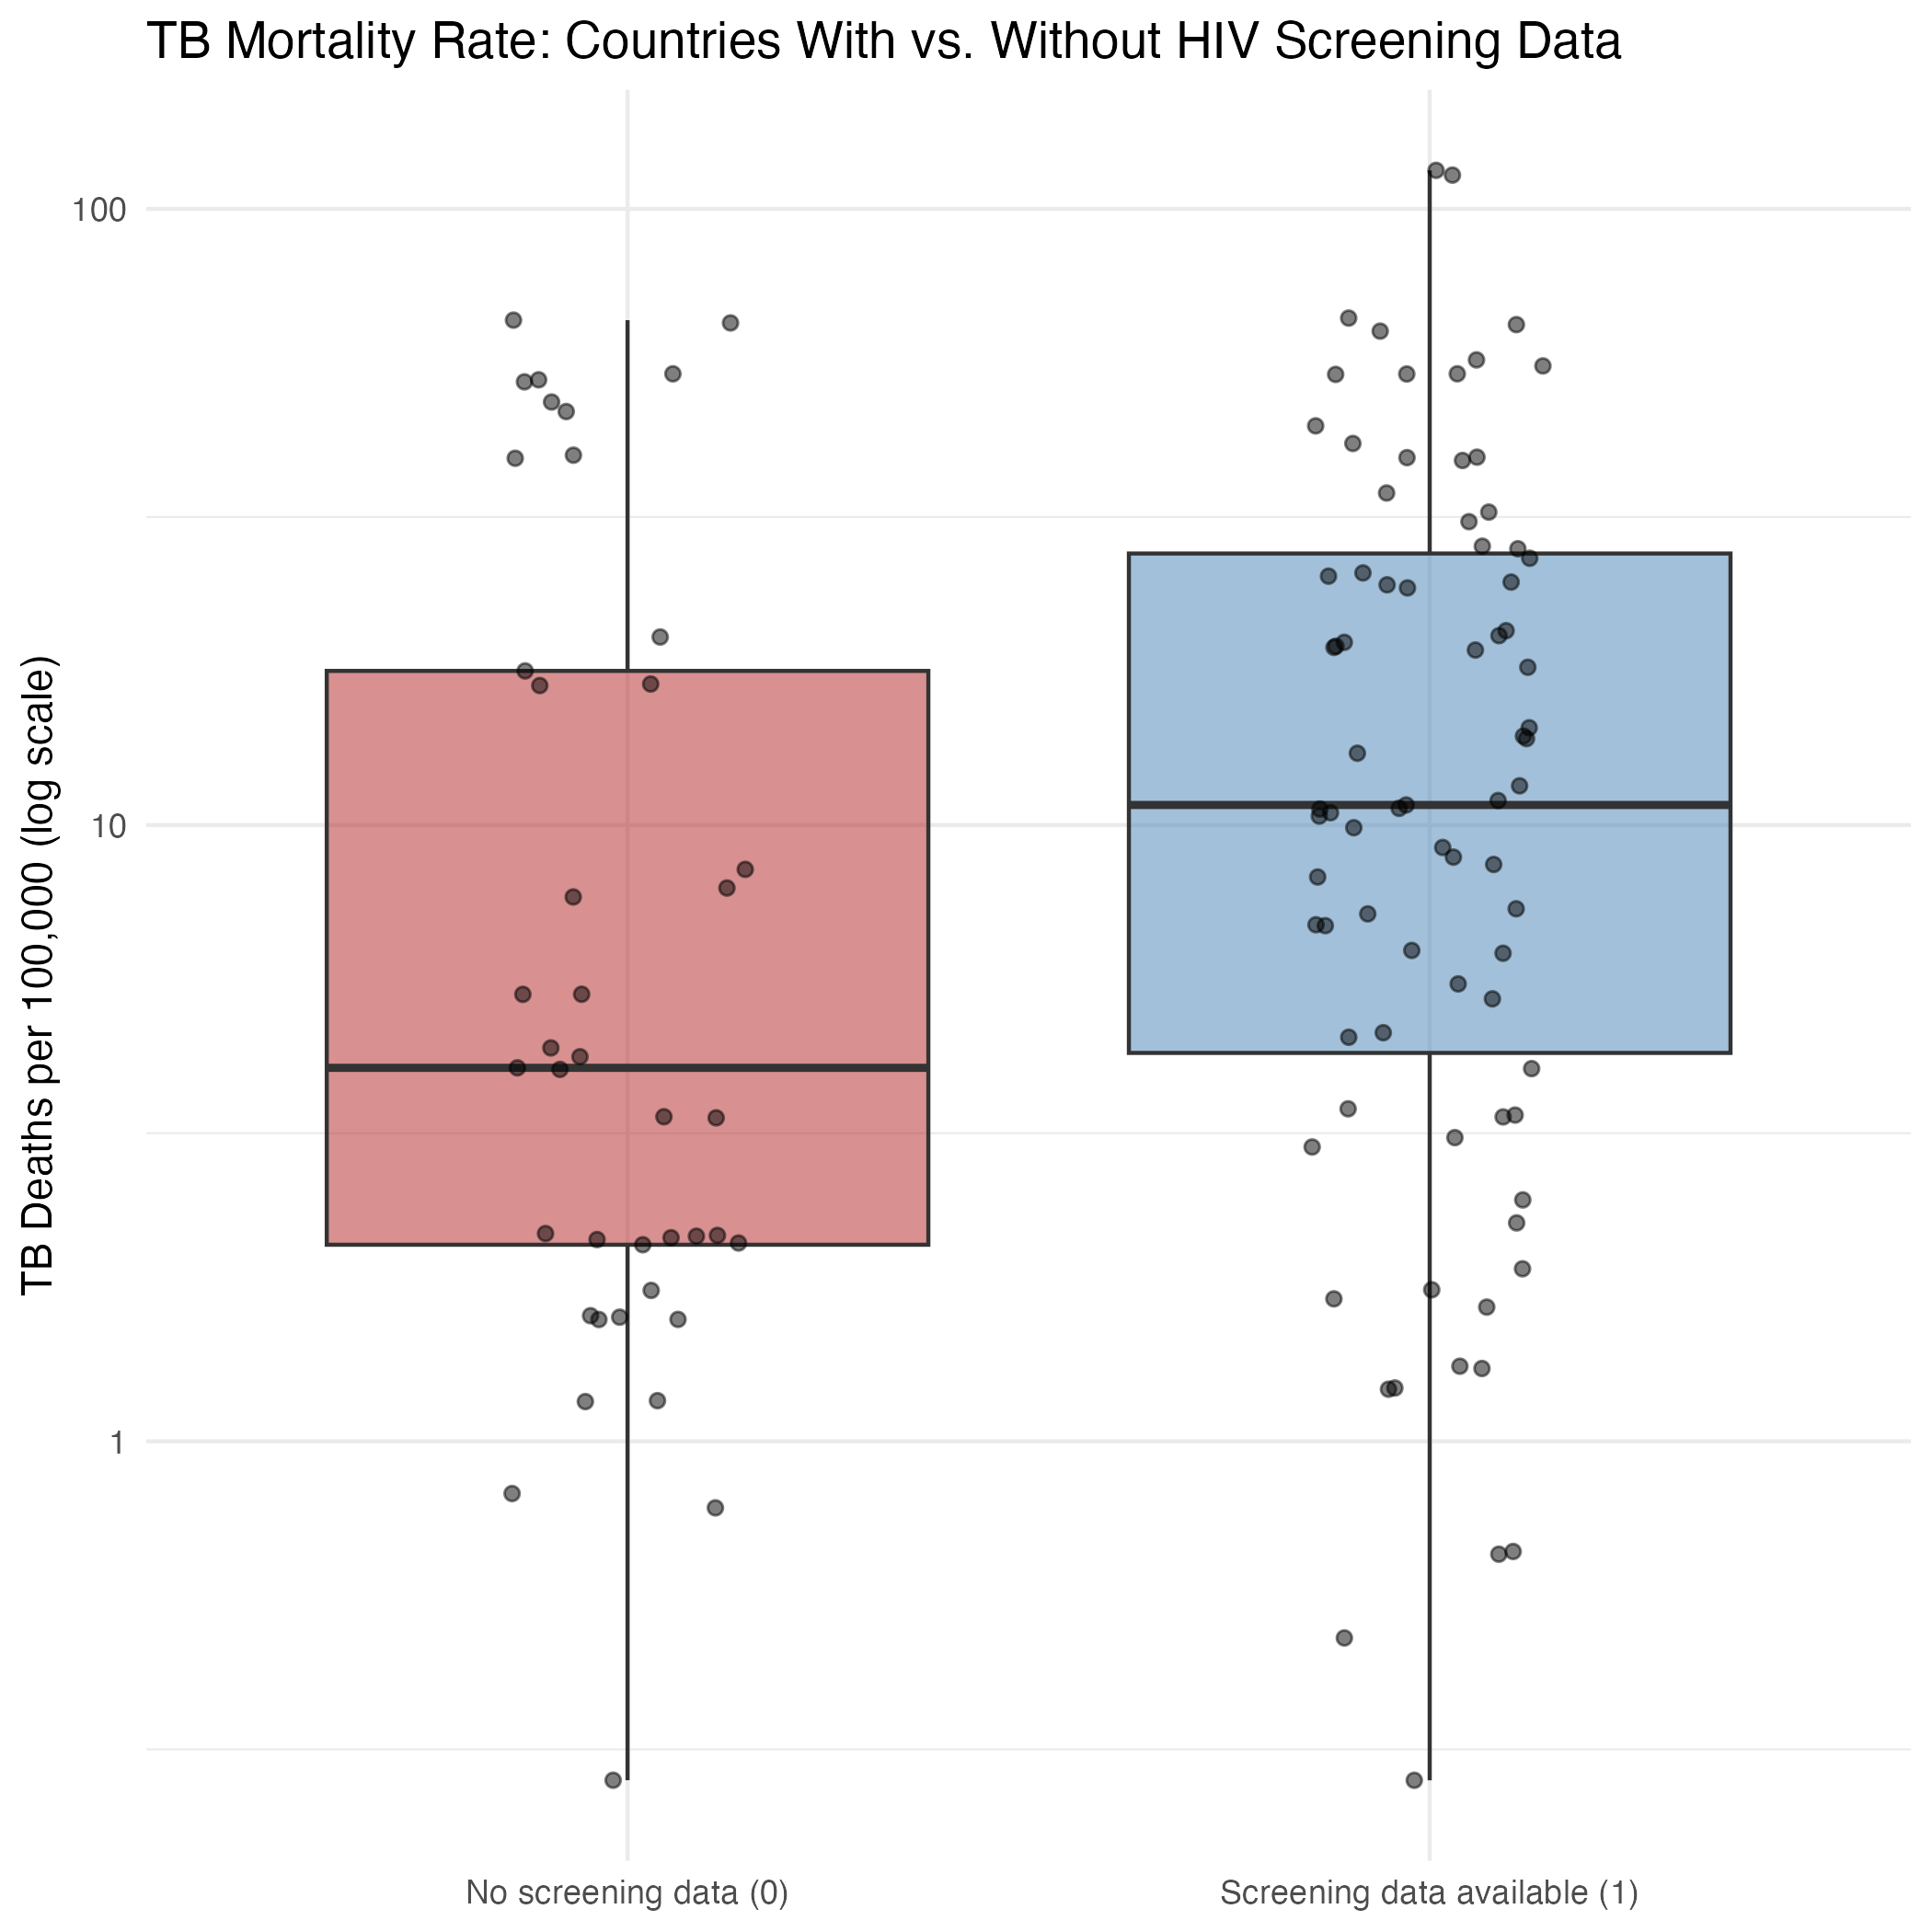 TB Mortality Rate: Countries With vs. Without HIV Screening Data
TB Deaths per 100,000 (log scale)
100
10
1
No screening data (0)
Screening data available (1)